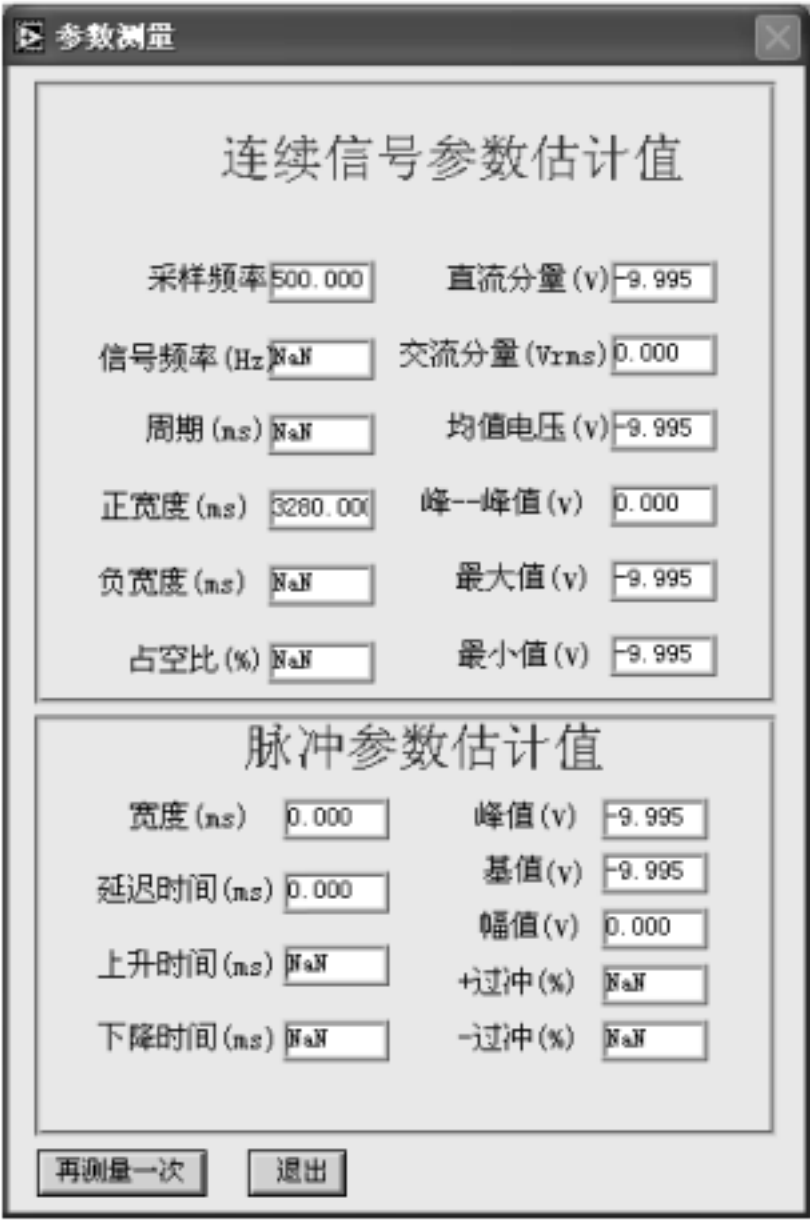 参数测量
连续信号参数估计值
采样频率 500.000 直流分量(V) -9.995
信号频率(Hz) NaN 交流分量(Vrms) 0.000
周期(ms) NaN 均值电压(V) -9.995
正宽度(ms) 3280.000 峰--峰值(V) 0.000
负宽度(ms) NaN 最大值(V) -9.995
占空比(%) NaN 最小值(V) -9.995
脉冲参数估计值
宽度(ms) 0.000 峰值(V) -9.995
基值(V) -9.995
延迟时间(ms) 0.000
幅值(V) 0.000
上升时间(ms) NaN +过冲(%) NaN
下降时间(ms) NaN -过冲(%) NaN
再测量一次 退出